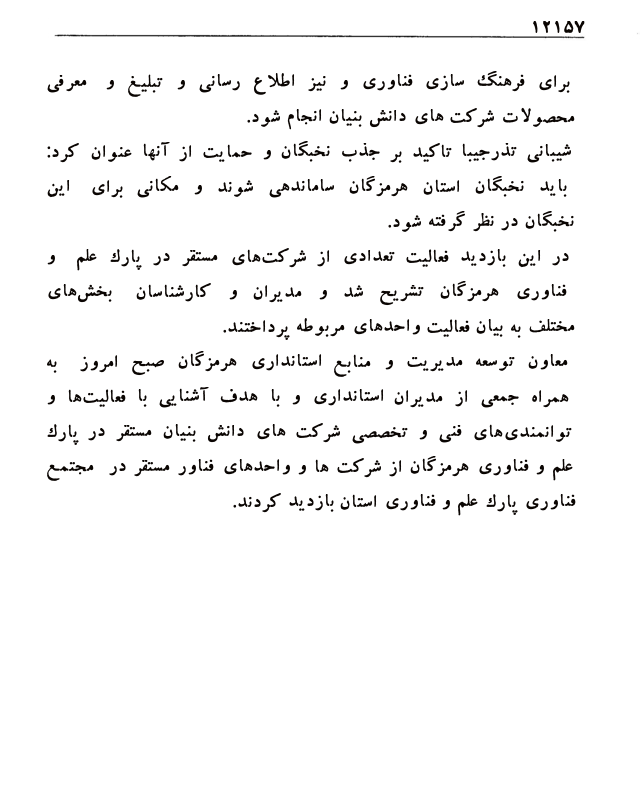 ۱۲۱۵۷
برای فرهنگ سازی فناوری و نیز اطلاع رسانی و تبلیغ و معرفی
محصولات شرکت های دانش بنیان انجام شود.
شیبانی تذرجیبا تاکید بر جذب نخبگان و حمایت از آنها عنوان کرد:
باید نخبگان استان هرمزگان ساماندهی شوند و مکانی برای این
نخبگان در نظر گرفته شود.
در این بازدید فعالیت تعدادی از شرکت‌های مستقر در پارک علم و
فناوری هرمزگان تشریح شد و مدیران و کارشناسان بخش‌های
مختلف به بیان فعالیت واحدهای مربوطه پرداختند.
معاون توسعه مدیریت و منابع استانداری هرمزگان صبح امروز به
همراه جمعی از مدیران استانداری و با هدف آشنایی با فعالیت‌ها و
توانمندی‌های فنی و تخصصی شرکت های دانش بنیان مستقر در پارک
علم و فناوری هرمزگان از شرکت ها و واحدهای فناور مستقر در مجتمع
فناوری پارک علم و فناوری استان بازدید کردند.